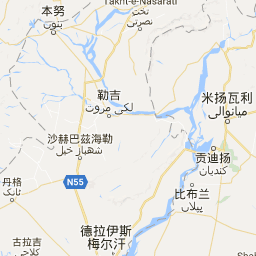 Takht-e-Nasarati
تخت
نصرتی
本努
بنوں
勒吉
لکی مروت
米扬瓦利
میانوالی
沙赫巴兹海勒
شہباز خیل
贡迪扬
کندیاں
丹格
ٹانک
N55
比布兰
پپلاں
古拉吉
德拉伊斯
梅尔汗